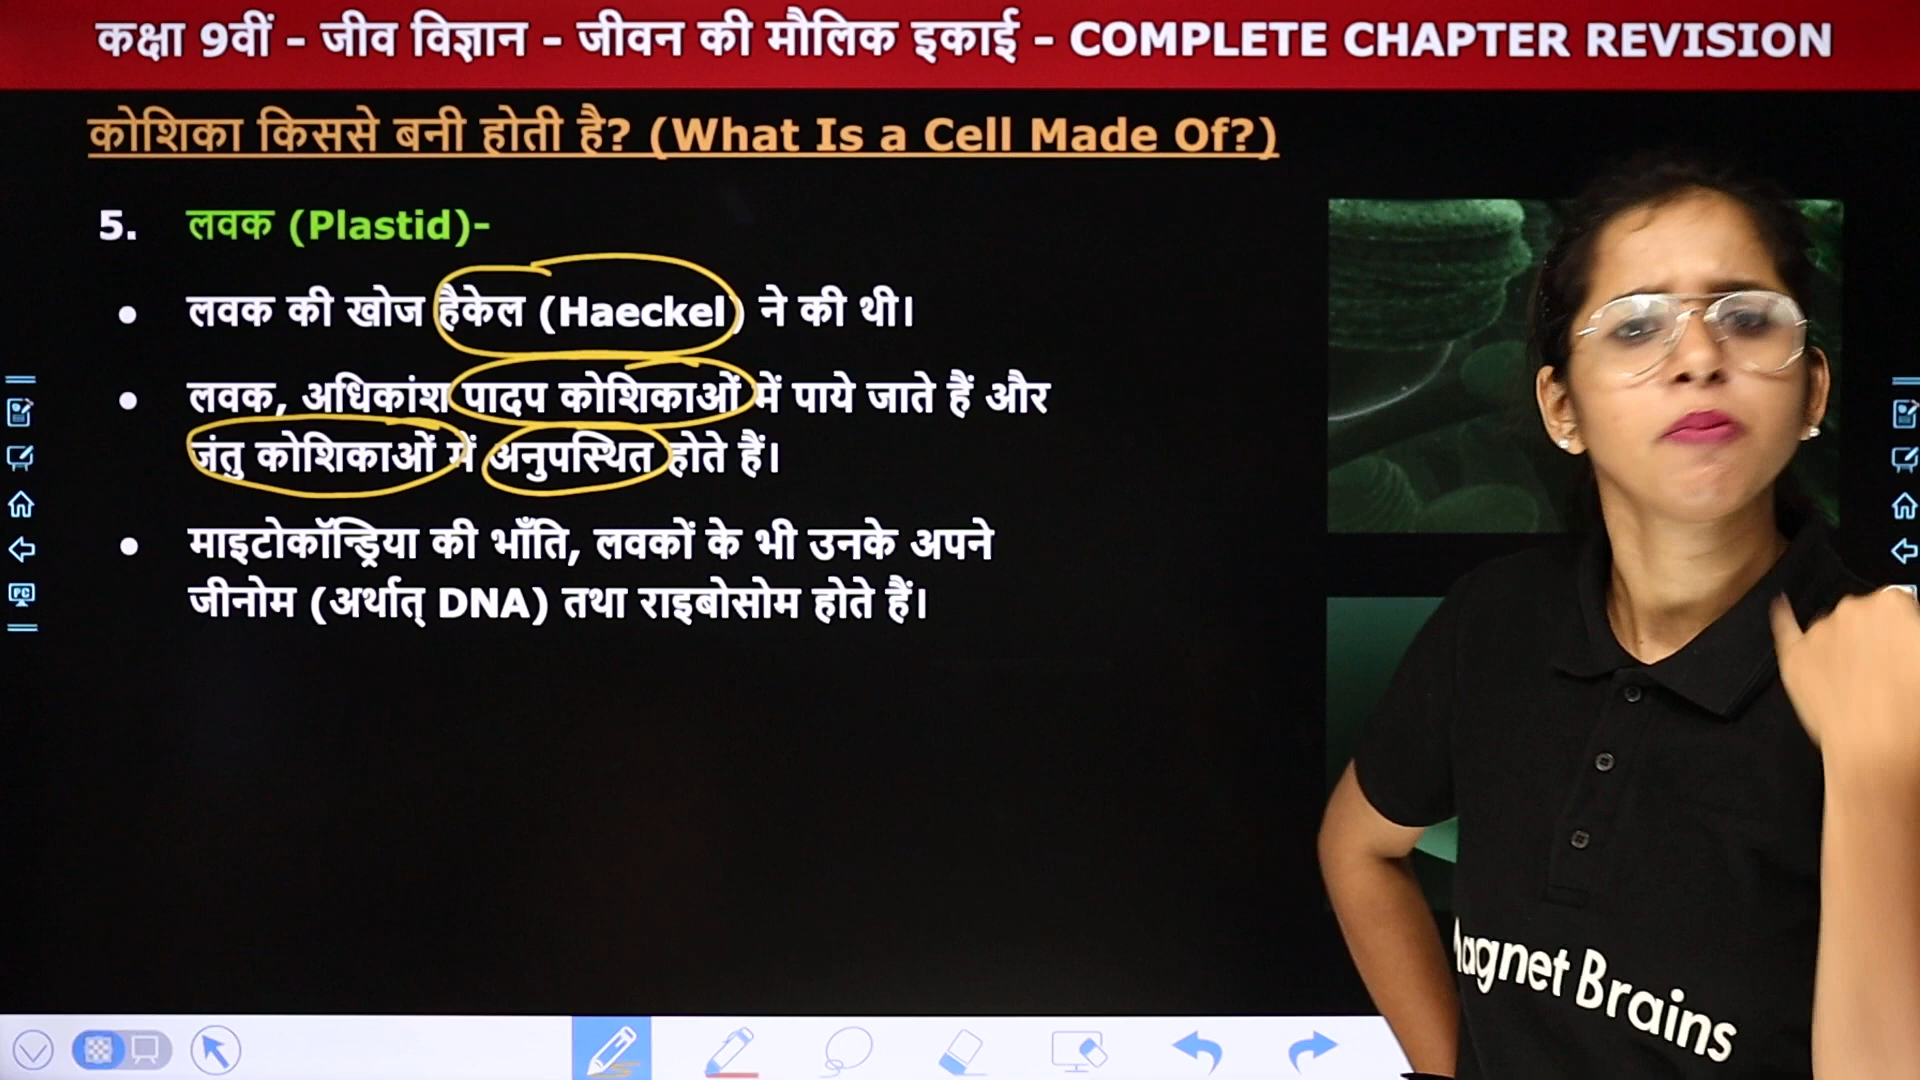 कक्षा 9वीं - जीव विज्ञान - जीवन की मौलिक इकाई - COMPLETE CHAPTER REVISION
कोशिका किससे बनी होती है? (What Is a Cell Made Of?)
5. लवक (Plastid)-
• लवक की खोज हैकेल (Haeckel) ने की थी।
• लवक, अधिकांश पादप कोशिकाओं में पाये जाते हैं और
जंतु कोशिकाओं में अनुपस्थित होते हैं।
• माइटोकॉन्ड्रिया की भाँति, लवकों के भी उनके अपने
जीनोम (अर्थात् DNA) तथा राइबोसोम होते हैं।
PC
agnet Brains